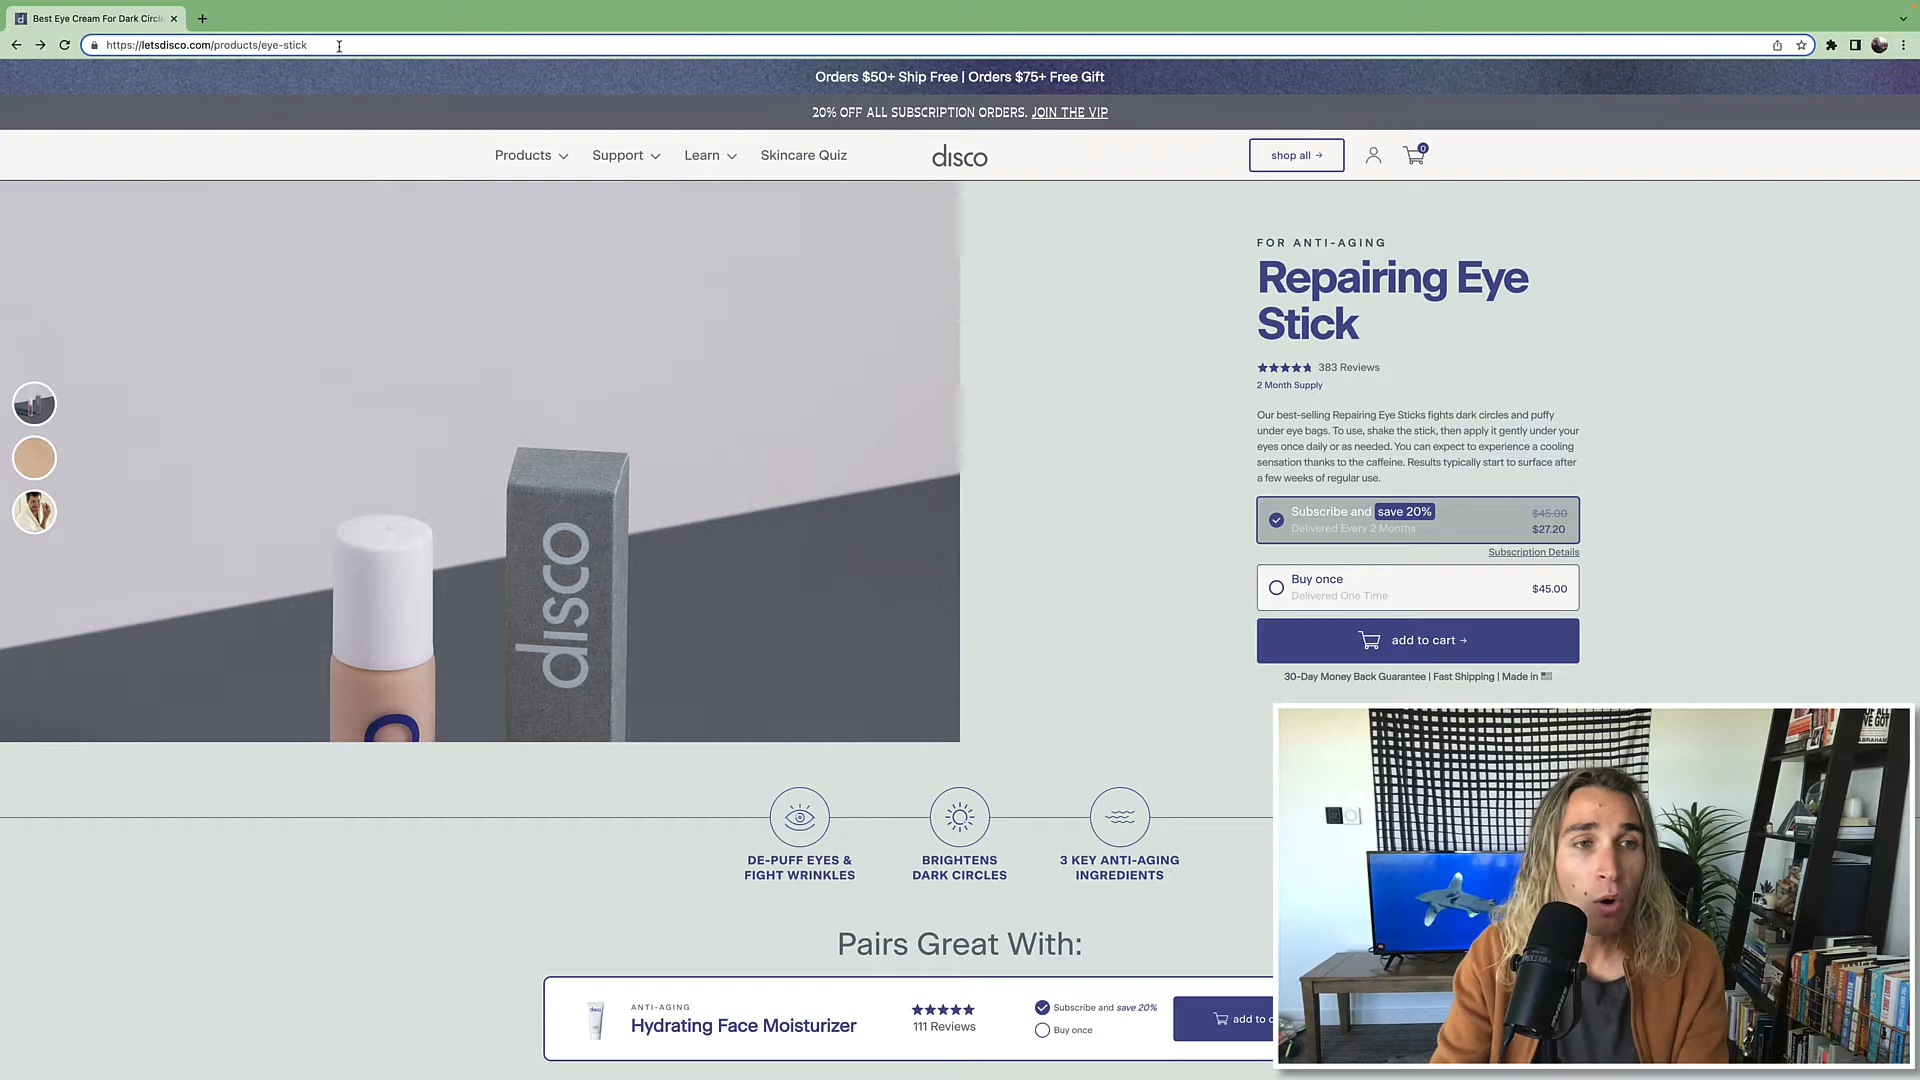 Best Eye Cream For Dark Circle
https://letsdisco.com/products/eye-stick
Orders $50+ Ship Free | Orders $75+ Free Gift
20% OFF ALL SUBSCRIPTION ORDERS. JOIN THE VIP
Products
Support
Learn
Skincare Quiz
disco
shop all →
0
FOR ANTI-AGING
Repairing Eye
Stick
383 Reviews
2 Month Supply
Our best-selling Repairing Eye Sticks fights dark circles and puffy
under eye bags. To use, shake the stick, then apply it gently under your
eyes once daily or as needed. You can expect to experience a cooling
sensation thanks to the caffeine. Results typically start to surface after
a few weeks of regular use.
Subscribe and save 20%
$45.00
Delivered Every 2 Months
$27.20
Subscription Details
Buy once
$45.00
Delivered One Time
add to cart →
30-Day Money Back Guarantee | Fast Shipping | Made in
disco
DE-PUFF EYES &
FIGHT WRINKLES
BRIGHTENS
DARK CIRCLES
3 KEY ANTI-AGING
INGREDIENTS
Pairs Great With:
ANTI-AGING
Hydrating Face Moisturizer
111 Reviews
Subscribe and save 20%
Buy once
add to c